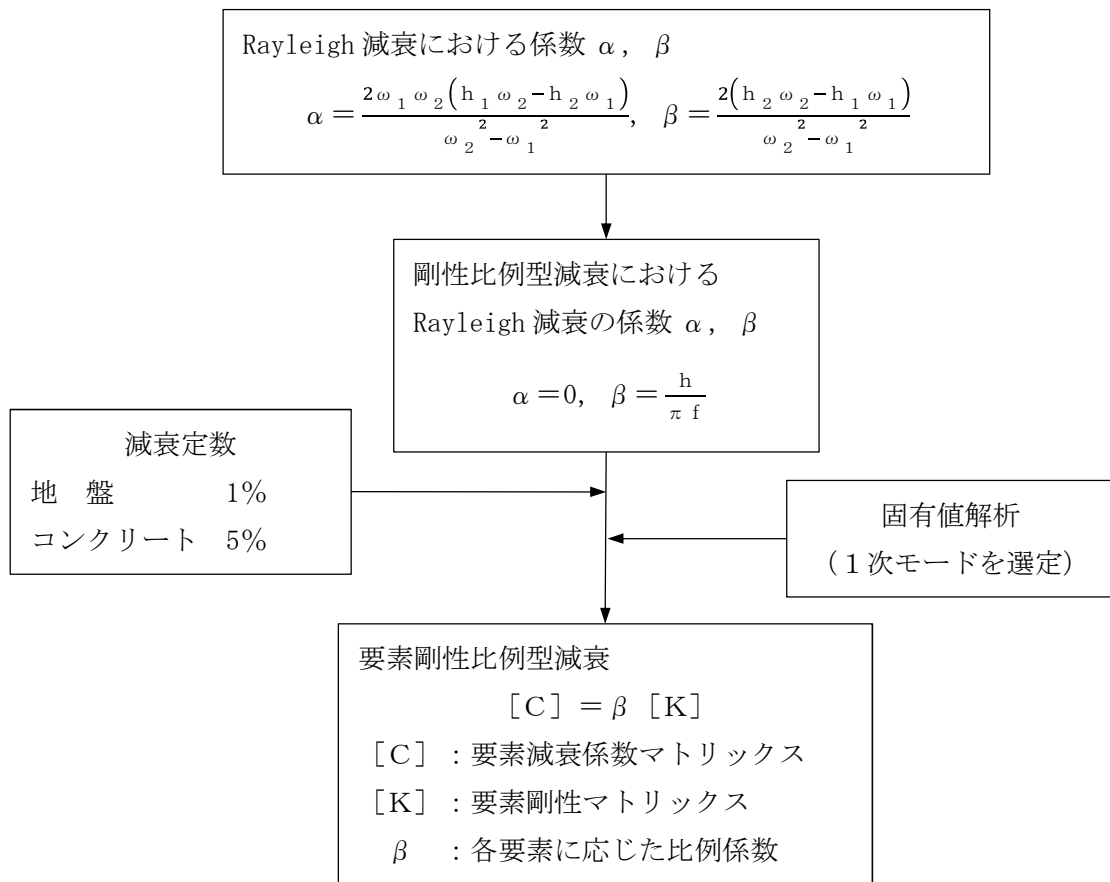 Rayleigh 減衰における係数 α, β
α＝2ω₁ω₂(h₁ω₂−h₂ω₁)/(ω₂²−ω₁²), β＝2(h₂ω₂−h₁ω₁)/(ω₂²−ω₁²)
剛性比例型減衰における
Rayleigh 減衰の係数 α, β
α＝0, β＝h/(π f)
減衰定数
地 盤 1%
コンクリート 5%
固有値解析
（１次モードを選定）
要素剛性比例型減衰
［Ｃ］＝β［Ｋ］
［Ｃ］：要素減衰係数マトリックス
［Ｋ］：要素剛性マトリックス
β ：各要素に応じた比例係数